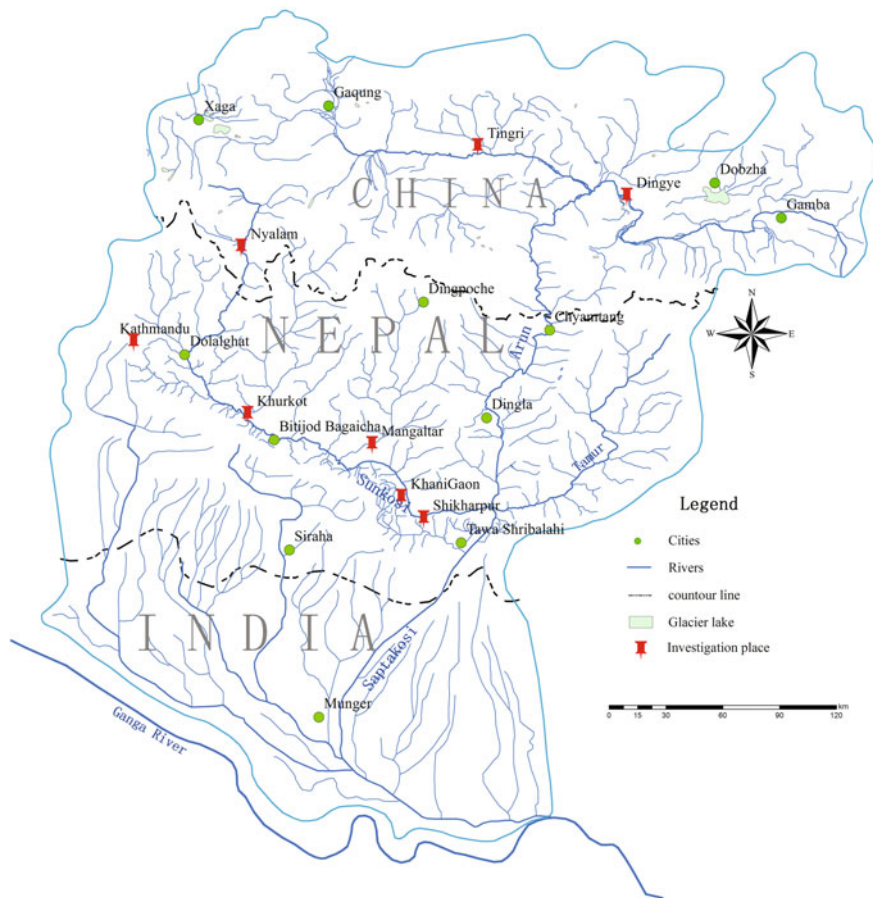 Gaqung
Xaga
Tingri
CHINA
Dobzha
Dingye
Gamba
Nyalam
Dingpoche
NEPAL
Chyamtang
Kathmandu
Arun
Dolalghat
N
W
E
S
Khurkot
Dingla
Bitijod Bagaicha
Mangaltar
Tamur
Sunkosi
KhaniGaon
Shikharpur
Tawa Shribalahi
Siraha
Legend
Cities
Rivers
countour line
Glacier lake
Investigation place
INDIA
Saptakosi
Munger
Ganga River
km
0 15 30 60 90 120